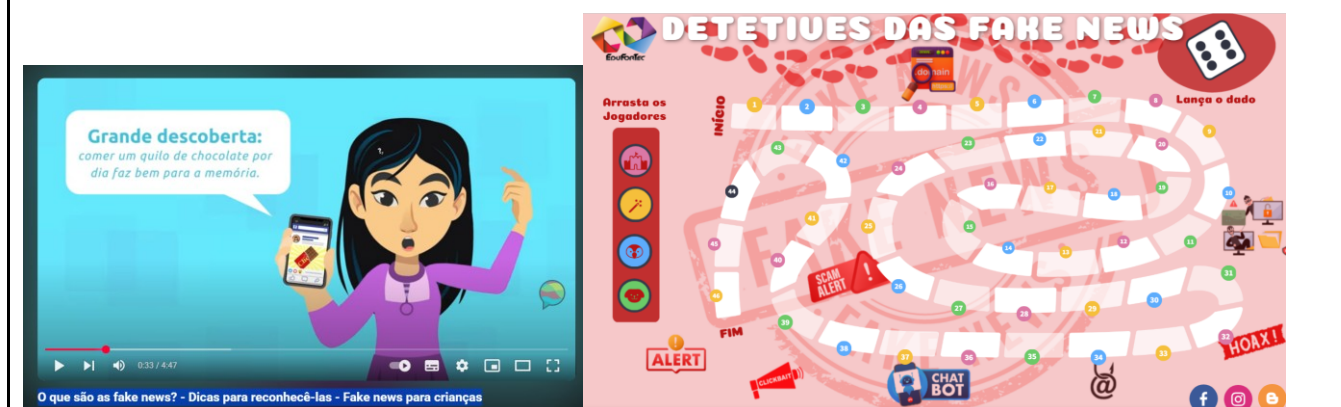 Grande descoberta:
comer um quilo de chocolate por
dia faz bem para a memória.
0:33 / 4:47
O que são as fake news? - Dicas para reconhecê-las - Fake news para crianças
EduFonTec
DETETIVES DAS FAKE NEWS
Arrasta os
Jogadores
Lança o dado
INÍCIO
FIM
.domain
1
2
3
4
5
6
7
8
9
10
11
12
13
14
15
16
17
18
19
20
21
22
23
24
25
26
27
28
29
30
31
32
33
34
35
36
37
38
39
40
41
42
43
44
45
46
FAKE NEWS
SCAM
ALERT
ALERT
CLICKBAIT
CHAT
BOT
@
HOAX!